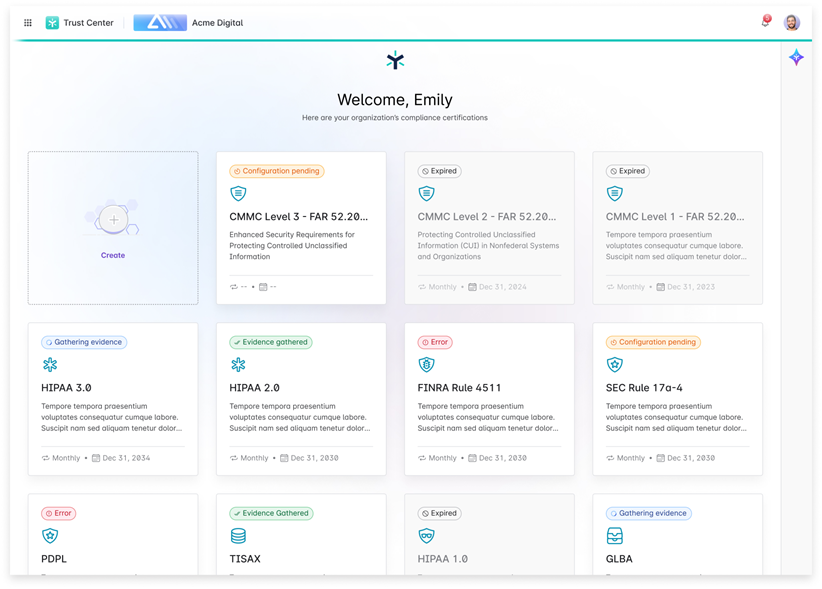 Trust Center
Acme Digital
Welcome, Emily
Here are your organization's compliance certifications
Create
Configuration pending
CMMC Level 3 - FAR 52.20...
Enhanced Security Requirements for
Protecting Controlled Unclassified
Information
-- • --
Expired
CMMC Level 2 - FAR 52.20...
Protecting Controlled Unclassified
Information (CUI) in Nonfederal Systems
and Organizations
Monthly • Dec 31, 2024
Expired
CMMC Level 1 - FAR 52.20...
Tempore tempora praesentium
voluptates consequatur cumque labore.
Suscipit nam sed aliquam tenetur dolor...
Monthly • Dec 31, 2023
Gathering evidence
HIPAA 3.0
Tempore tempora praesentium
voluptates consequatur cumque labore.
Suscipit nam sed aliquam tenetur dolor...
Monthly • Dec 31, 2034
Evidence gathered
HIPAA 2.0
Tempore tempora praesentium
voluptates consequatur cumque labore.
Suscipit nam sed aliquam tenetur dolor...
Monthly • Dec 31, 2030
Error
FINRA Rule 4511
Tempore tempora praesentium
voluptates consequatur cumque labore.
Suscipit nam sed aliquam tenetur dolor...
Monthly • Dec 31, 2030
Configuration pending
SEC Rule 17a-4
Tempore tempora praesentium
voluptates consequatur cumque labore.
Suscipit nam sed aliquam tenetur dolor...
Monthly • Dec 31, 2030
Error
PDPL
Evidence Gathered
TISAX
Expired
HIPAA 1.0
Gathering evidence
GLBA